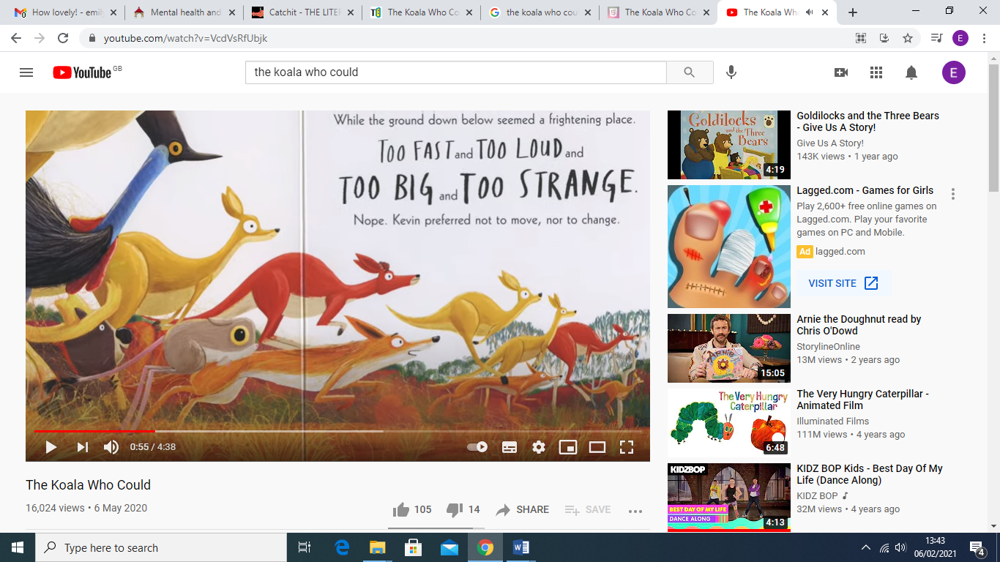 How lovely! - emily
Mental health and
Catchit - THE LITER
The Koala Who Co
the koala who coul
The Koala Who Co
The Koala Who
youtube.com/watch?v=VcdVsRfUbjk
E
YouTube GB
the koala who could
E
While the ground down below seemed a frightening place.
TOO FAST and TOO LOUD and
TOO BIG and TOO STRANGE.
Nope. Kevin preferred not to move, nor to change.
0:55 / 4:38
The Koala Who Could
16,024 views • 6 May 2020
105
14
SHARE
SAVE
Goldilocks
and the Three
Bears
4:19
Goldilocks and the Three Bears
- Give Us A Story!
Give Us A Story!
143K views • 1 year ago
Lagged.com - Games for Girls
Play 2,600+ free online games on
Lagged.com. Play your favorite
games on PC and Mobile.
Ad lagged.com
VISIT SITE
ARNIE
15:05
Arnie the Doughnut read by
Chris O'Dowd
StorylineOnline
13M views • 2 years ago
The Very Hungry
Caterpillar
6:48
The Very Hungry Caterpillar -
Animated Film
Illuminated Films
111M views • 4 years ago
KIDZBOP
BEST DAY OF MY LIFE
DANCE ALONG
4:13
KIDZ BOP Kids - Best Day Of My
Life (Dance Along)
KIDZ BOP
32M views • 4 years ago
Type here to search
13:43
06/02/2021
4